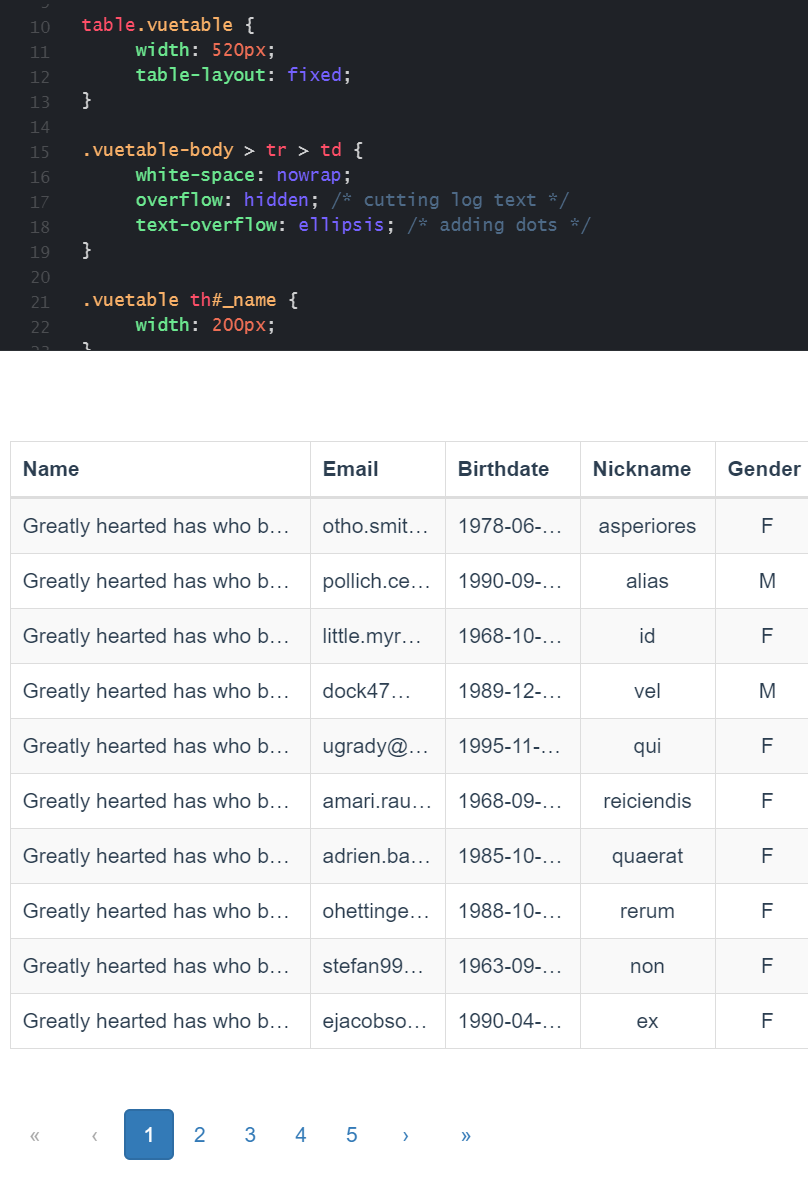 10 table.vuetable {
11 width: 520px;
12 table-layout: fixed;
13 }
14
15 .vuetable-body > tr > td {
16 white-space: nowrap;
17 overflow: hidden; /* cutting log text */
18 text-overflow: ellipsis; /* adding dots */
19 }
20
21 .vuetable th#_name {
22 width: 200px;
23 }
Name Email Birthdate Nickname Gender
Greatly hearted has who b... otho.smit... 1978-06-... asperiores F
Greatly hearted has who b... pollich.ce... 1990-09-... alias M
Greatly hearted has who b... little.myr... 1968-10-... id F
Greatly hearted has who b... dock47... 1989-12-... vel M
Greatly hearted has who b... ugrady@... 1995-11-... qui F
Greatly hearted has who b... amari.rau... 1968-09-... reiciendis F
Greatly hearted has who b... adrien.ba... 1985-10-... quaerat F
Greatly hearted has who b... ohettinge... 1988-10-... rerum F
Greatly hearted has who b... stefan99... 1963-09-... non F
Greatly hearted has who b... ejacobso... 1990-04-... ex F
« ‹ 1 2 3 4 5 › »